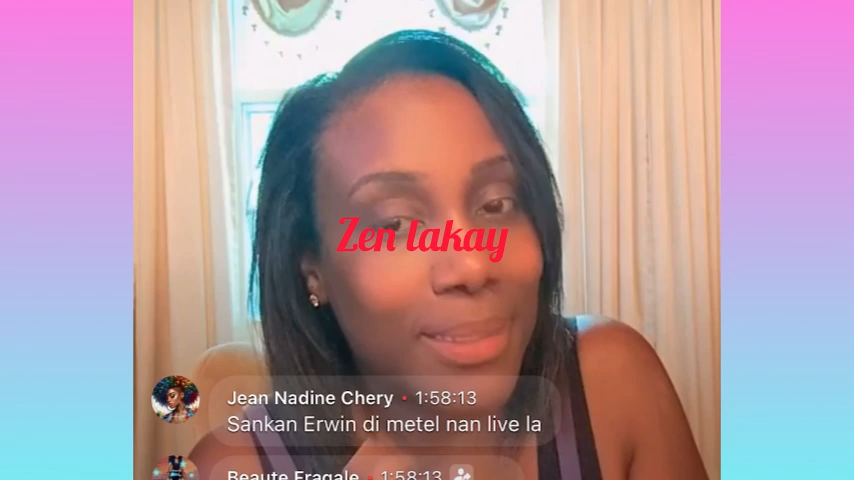 Zen lakay
Jean Nadine Chery • 1:58:13
Sankan Erwin di metel nan live la
Beaute Fragale • 1:58:13